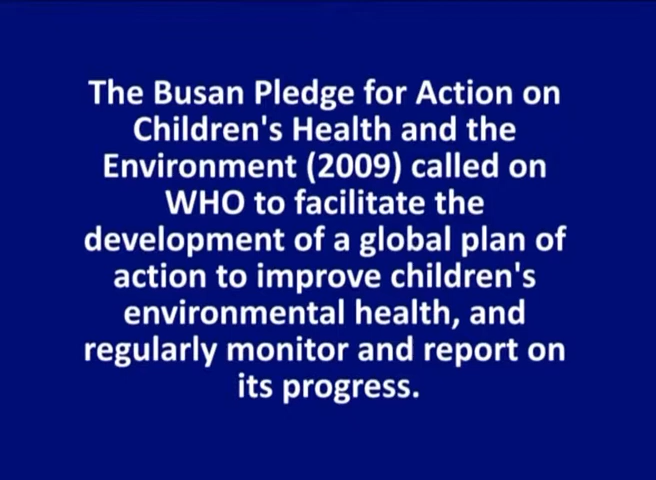 The Busan Pledge for Action on
Children's Health and the
Environment (2009) called on
WHO to facilitate the
development of a global plan of
action to improve children's
environmental health, and
regularly monitor and report on
its progress.